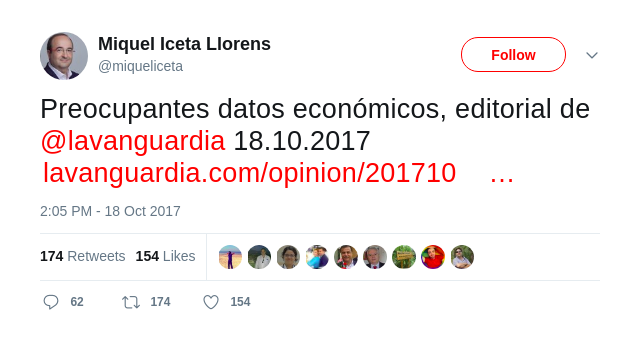 Miquel Iceta Llorens
@miqueliceta
Follow
Preocupantes datos económicos, editorial de
@lavanguardia 18.10.2017
lavanguardia.com/opinion/201710 …
2:05 PM - 18 Oct 2017
174 Retweets 154 Likes
62 174 154